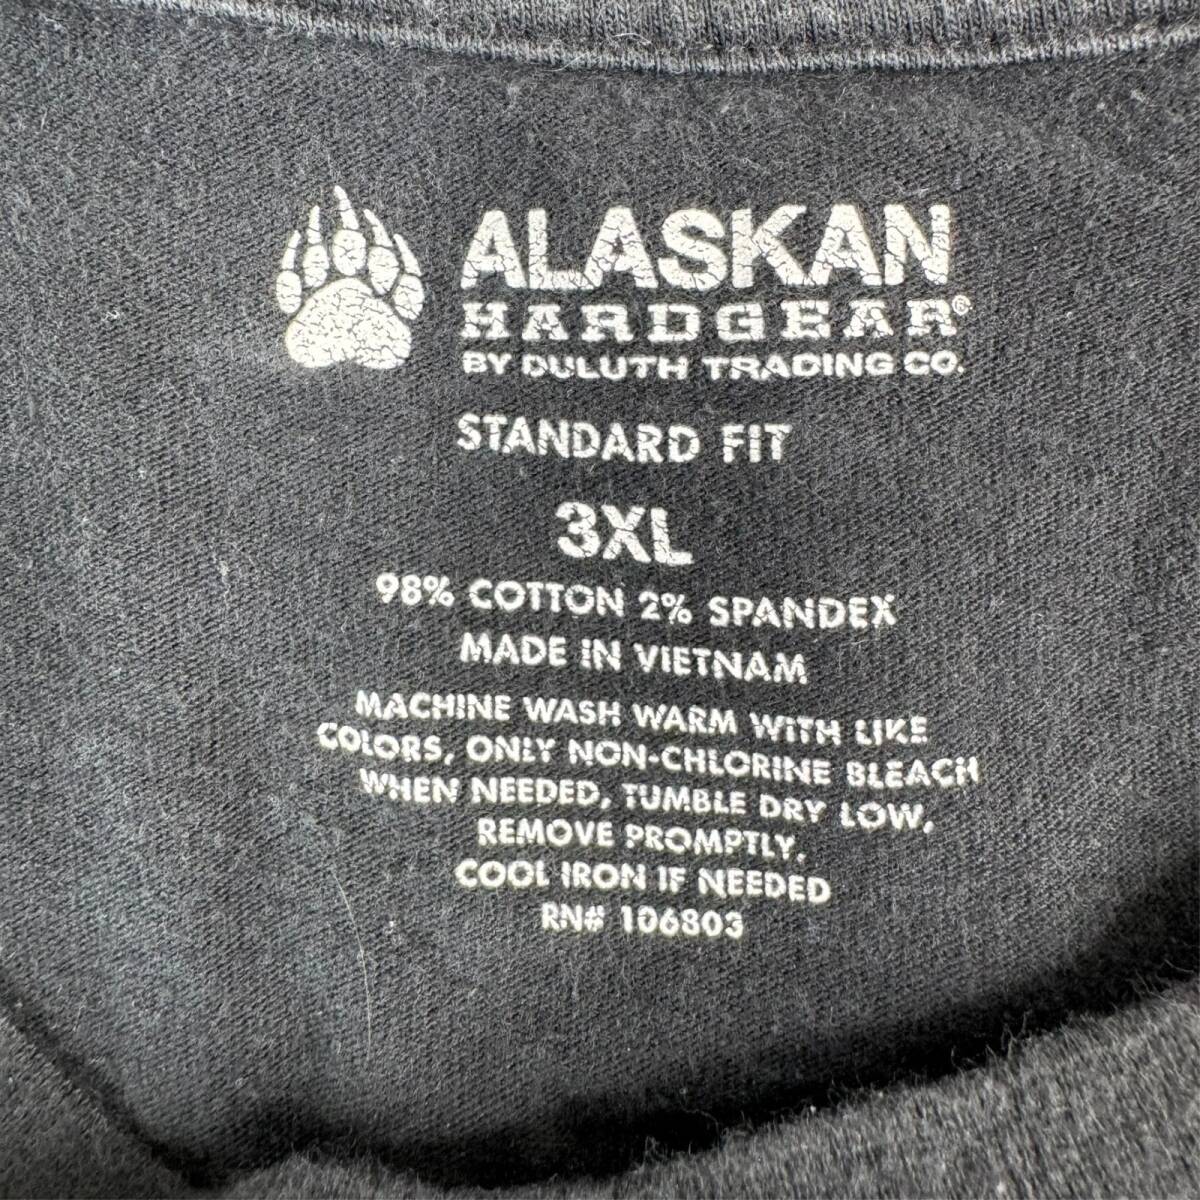 ALASKAN
HARDGEAR®
BY DULUTH TRADING CO.
STANDARD FIT
3XL
98% COTTON 2% SPANDEX
MADE IN VIETNAM
MACHINE WASH WARM WITH LIKE
COLORS, ONLY NON-CHLORINE BLEACH
WHEN NEEDED, TUMBLE DRY LOW,
REMOVE PROMPTLY.
COOL IRON IF NEEDED
RN# 106803